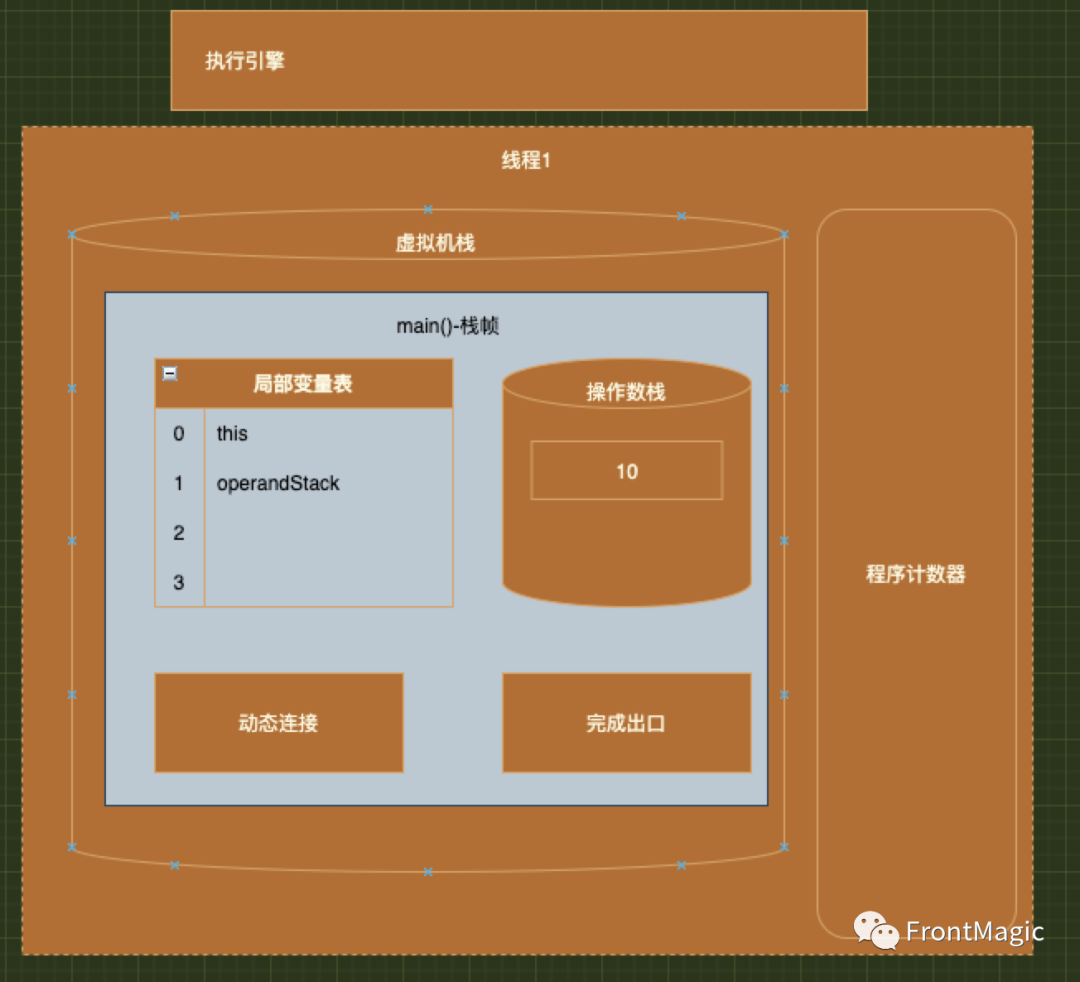 执行引擎
线程1
虚拟机栈
main()-栈帧
局部变量表
0 this
1 operandStack
2
3
操作数栈
10
动态连接
完成出口
程序计数器
FrontMagic